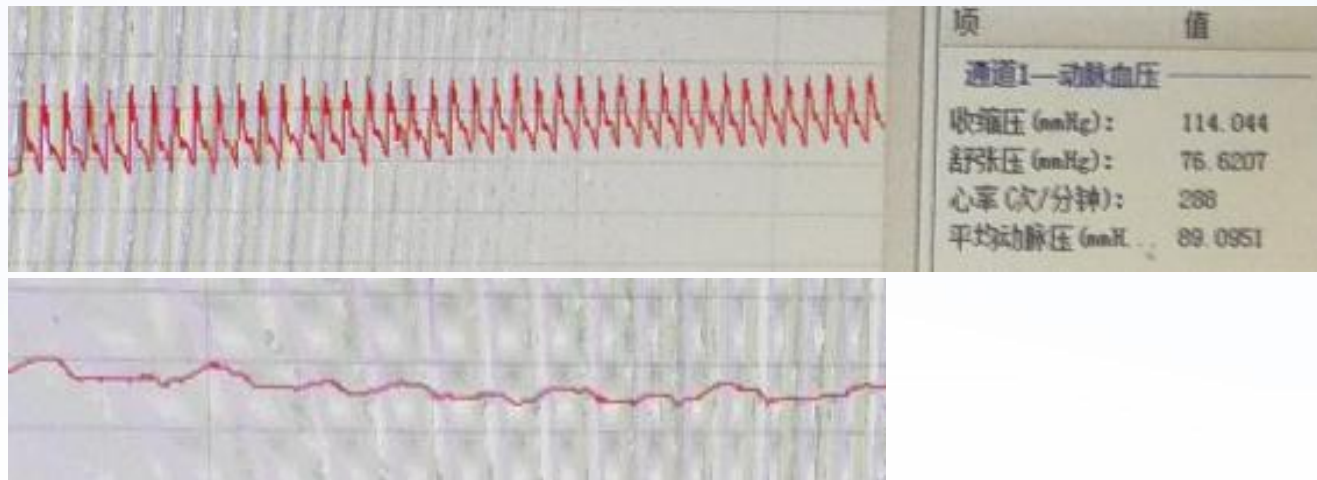 项 值
通道1—动脉血压
收缩压(mmHg): 114.044
舒张压(mmHg): 76.6207
心率(次/分钟): 288
平均动脉压(mmH... 89.0951